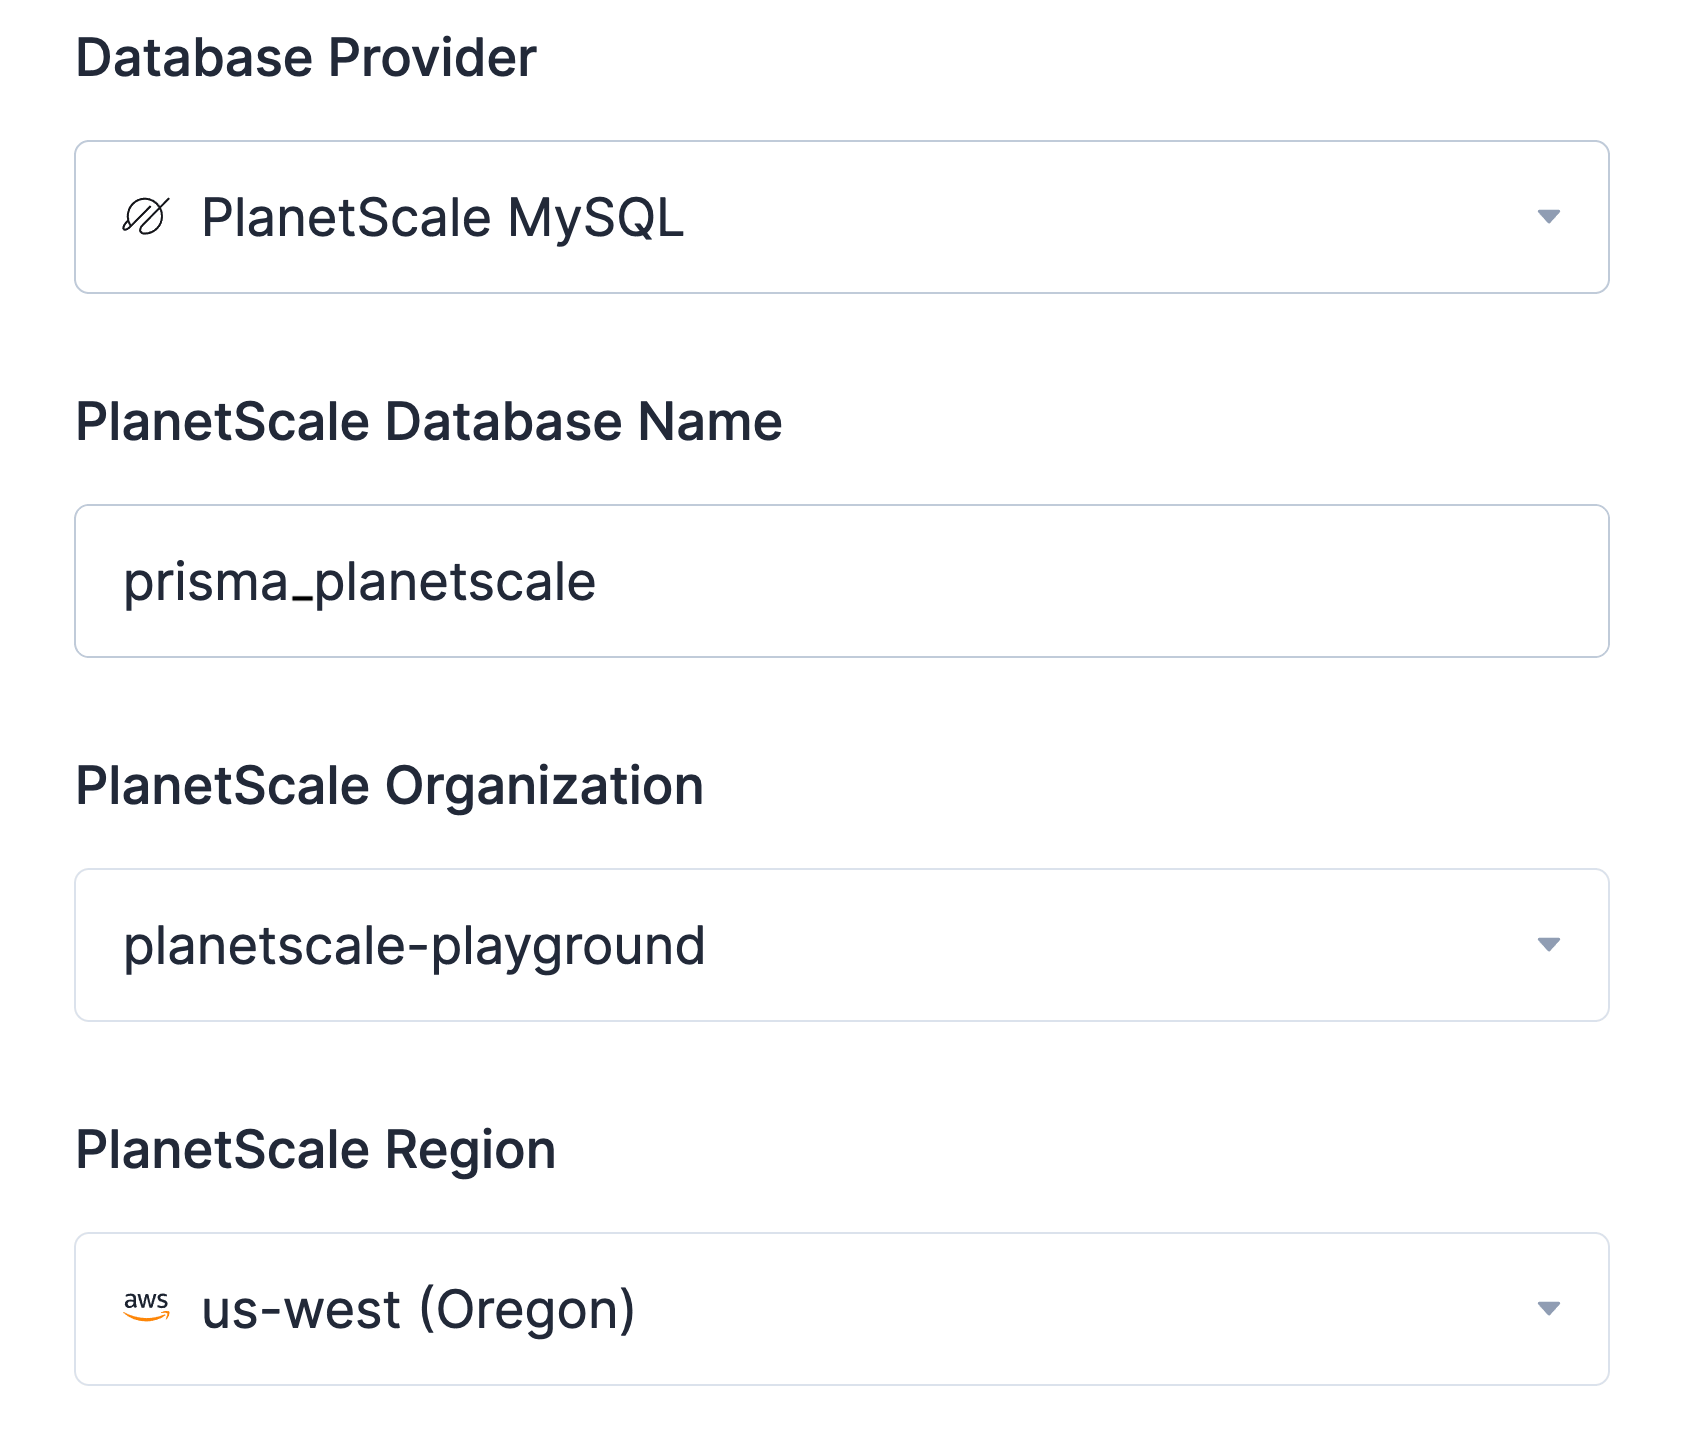 Database Provider
PlanetScale MySQL
PlanetScale Database Name
prisma_planetscale
PlanetScale Organization
planetscale-playground
PlanetScale Region
aws us-west (Oregon)